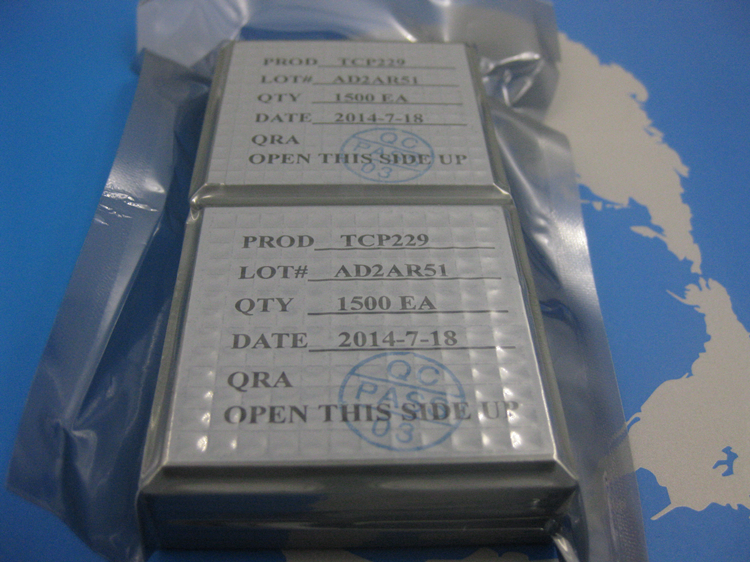 PROD TCP229
LOT# AD2AR51
QTY 1500 EA
DATE 2014-7-18
QRA
QC
PASS
03
OPEN THIS SIDE UP
PROD TCP229
LOT# AD2AR51
QTY 1500 EA
DATE 2014-7-18
QRA
QC
PASS
03
OPEN THIS SIDE UP